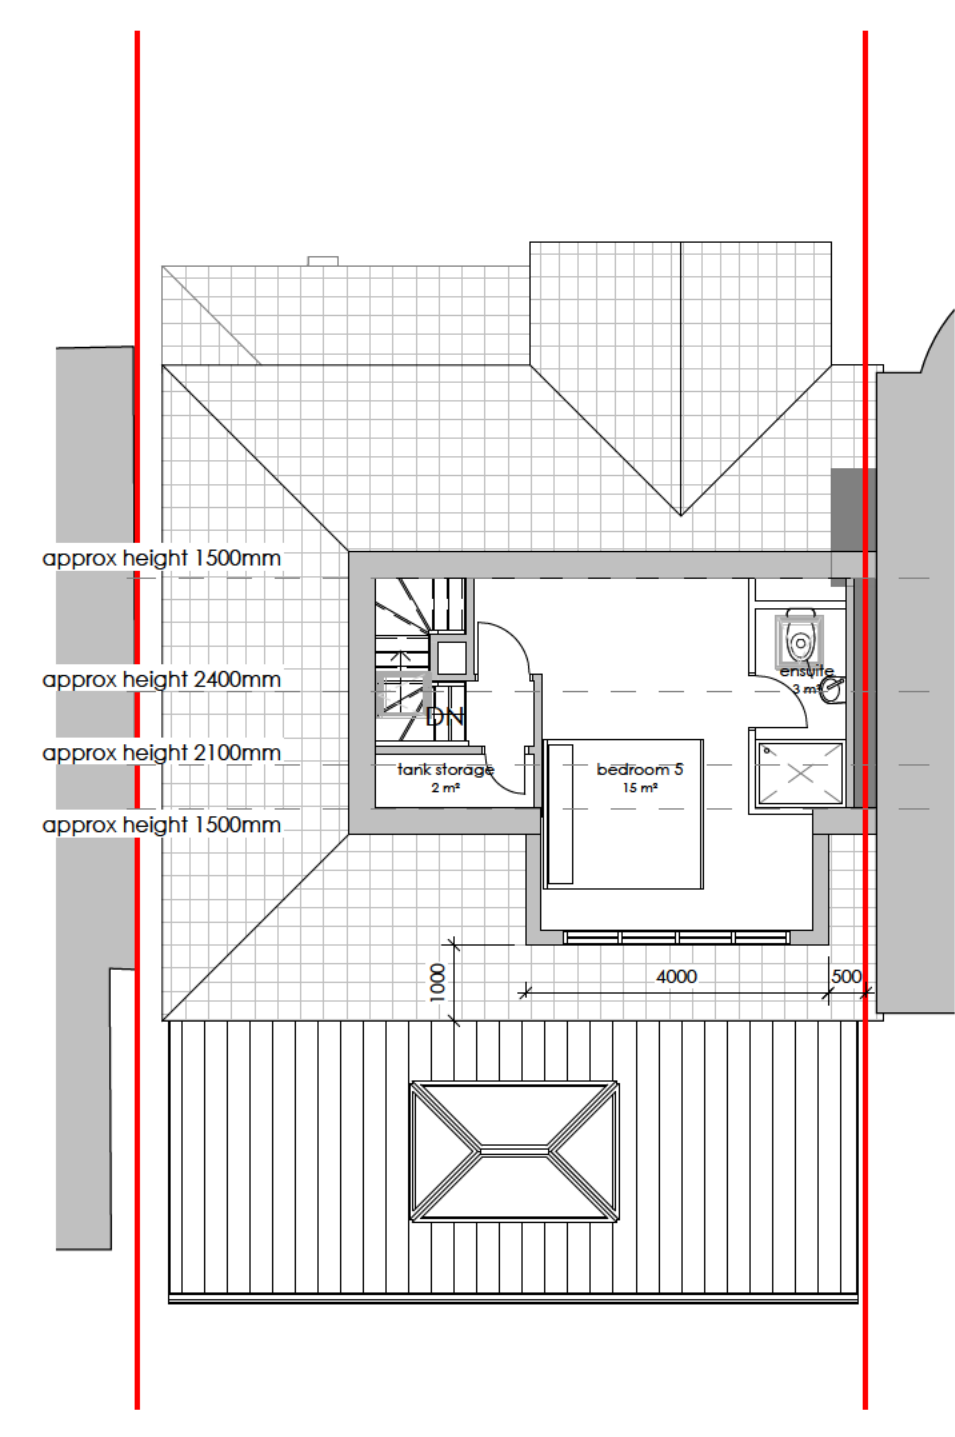 approx height 1500mm
approx height 2400mm
ensuite
3 m²
DN
approx height 2100mm
tank storage
2 m²
bedroom 5
15 m²
approx height 1500mm
1000
4000
500